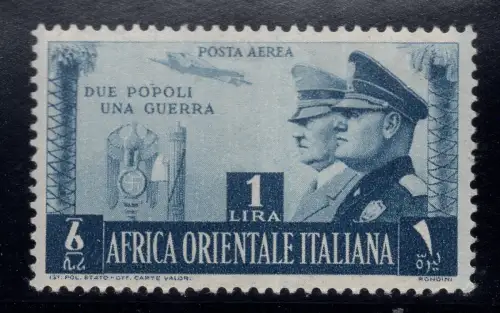 POSTA AEREA
DUE POPOLI
UNA GUERRA
1
LIRA
AFRICA ORIENTALE ITALIANA
IST. POL. STATO - OFF. CARTE VALORI
RONDINI